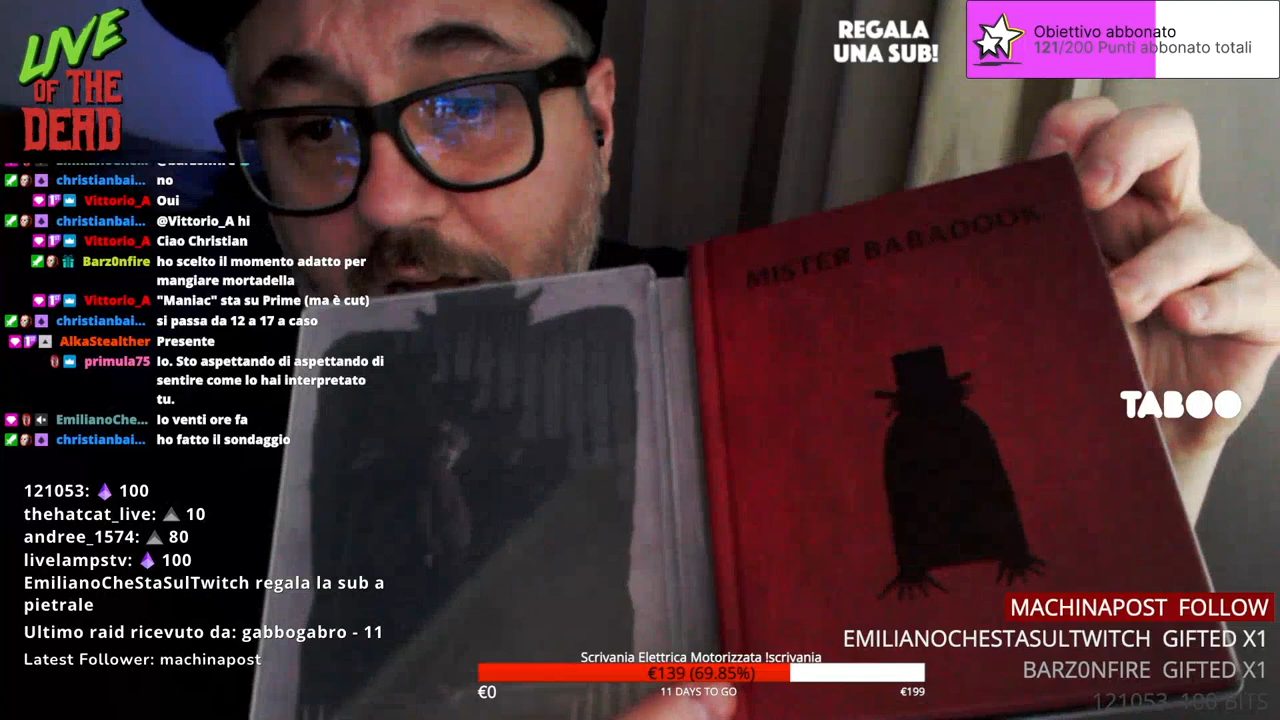 LIVE
OF THE
DEAD
REGALA
UNA SUB!
Obiettivo abbonato
121/200 Punti abbonato totali
christianbai... no
Vittorio_A Oui
christianbai... @Vittorio_A hi
Vittorio_A Ciao Christian
Barz0nfire ho scelto il momento adatto per
mangiare mortadella
Vittorio_A "Maniac" sta su Prime (ma è cut)
christianbai... si passa da 12 a 17 a caso
AlkaStealther Presente
primula75 Io. Sto aspettando di aspettando di
sentire come lo hai interpretato
tu.
EmilianoChe... Io venti ore fa
christianbai... ho fatto il sondaggio
MISTER BABADOOK
TABOO
121053: 100
thehatcat_live: 10
andree_1574: 80
livelampstv: 100
EmilianoCheStaSulTwitch regala la sub a
pietrale
Ultimo raid ricevuto da: gabbogabro - 11
Latest Follower: machinapost
Scrivania Elettrica Motorizzata !scrivania
€139 (69.85%)
€0
11 DAYS TO GO
€199
MACHINAPOST FOLLOW
EMILIANOCHESTASULTWITCH GIFTED X1
BARZ0NFIRE GIFTED X1
121053 100 BITS